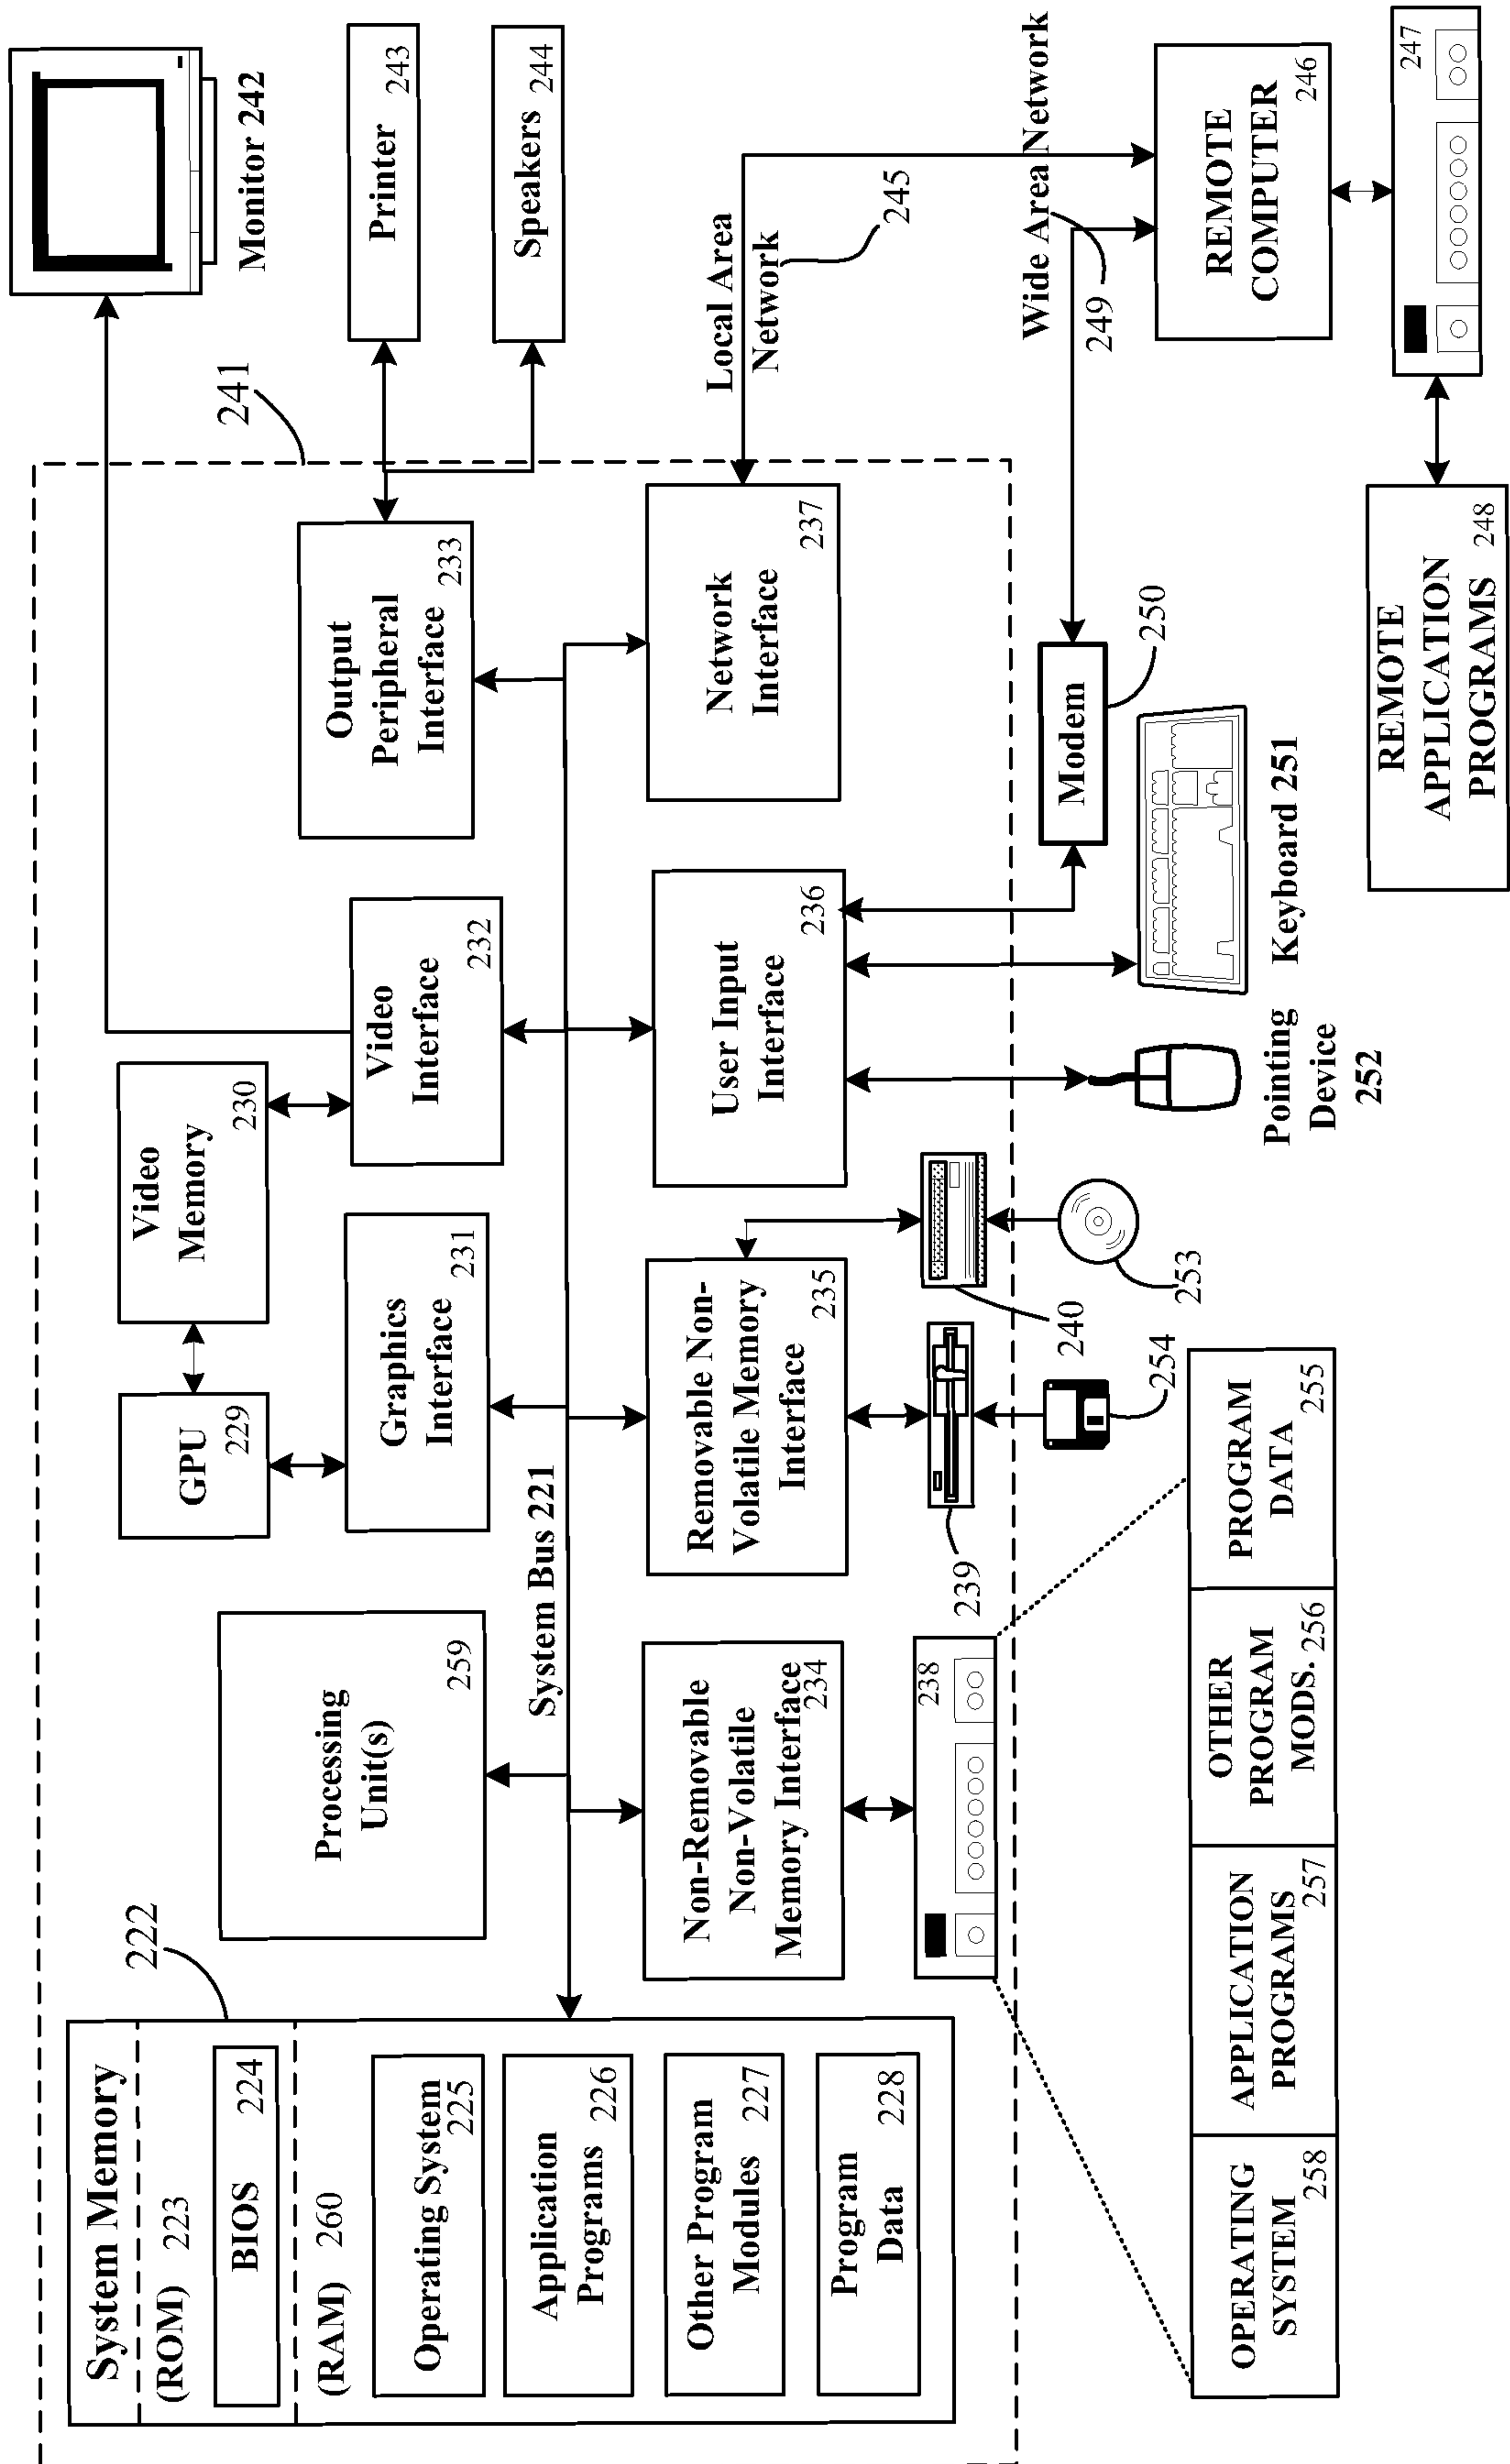 System Memory
222
(ROM) 223
BIOS 224
(RAM) 260
Operating System
225
Application
Programs 226
Other Program
Modules 227
Program
Data 228
Processing
Unit(s)
259
System Bus 221
GPU
229
Video
Memory
230
Graphics
Interface
231
Video
Interface
232
Output
Peripheral
Interface
233
241
Monitor 242
Printer
243
Speakers
244
Non-Removable
Non-Volatile
Memory Interface
234
Removable Non-
Volatile Memory
Interface
235
User Input
Interface
236
Network
Interface
237
Local Area
Network
245
238
239
240
254
253
Pointing
Device
252
Keyboard 251
Modem
250
Wide Area Network
249
REMOTE
COMPUTER
246
247
REMOTE
APPLICATION
PROGRAMS 248
OPERATING
SYSTEM
258
APPLICATION
PROGRAMS
257
OTHER
PROGRAM
MODS. 256
PROGRAM
DATA
255